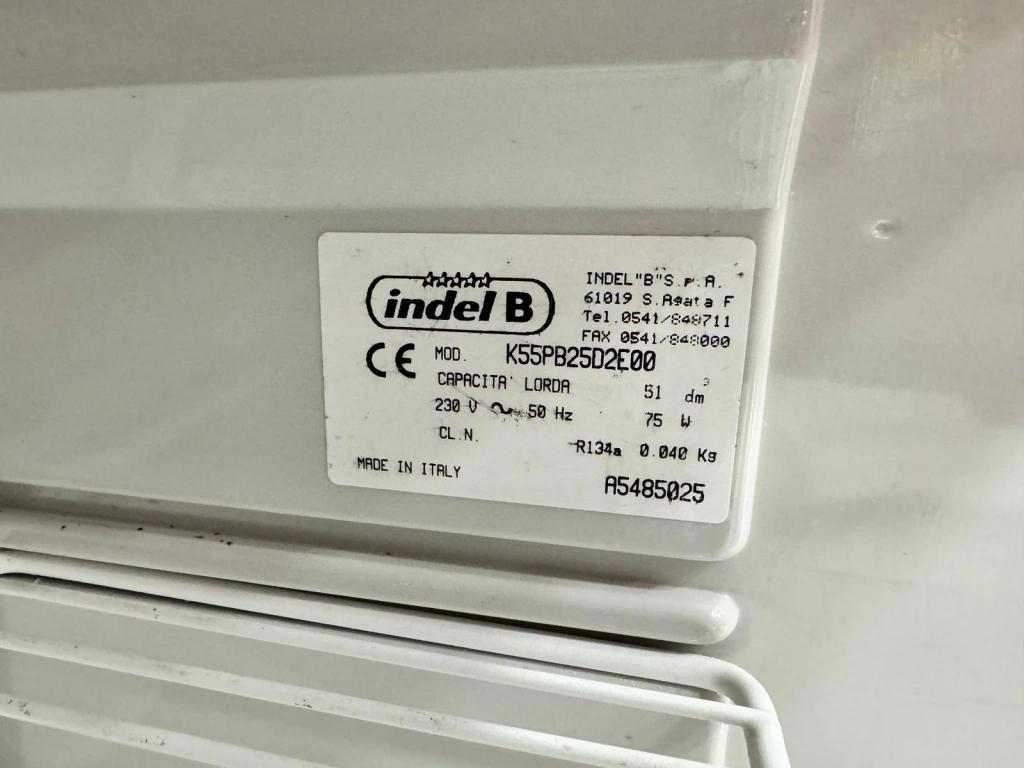 indel B
INDEL"B"S.P.A.
61019 S.Agata F
Tel.0541/848711
FAX 0541/848000
CE
MOD. K55PB25D2E00
CAPACITA' LORDA 51 dm³
230 V ~ 50 Hz 75 W
CL.N. R134a 0.040 Kg
MADE IN ITALY
A5485025